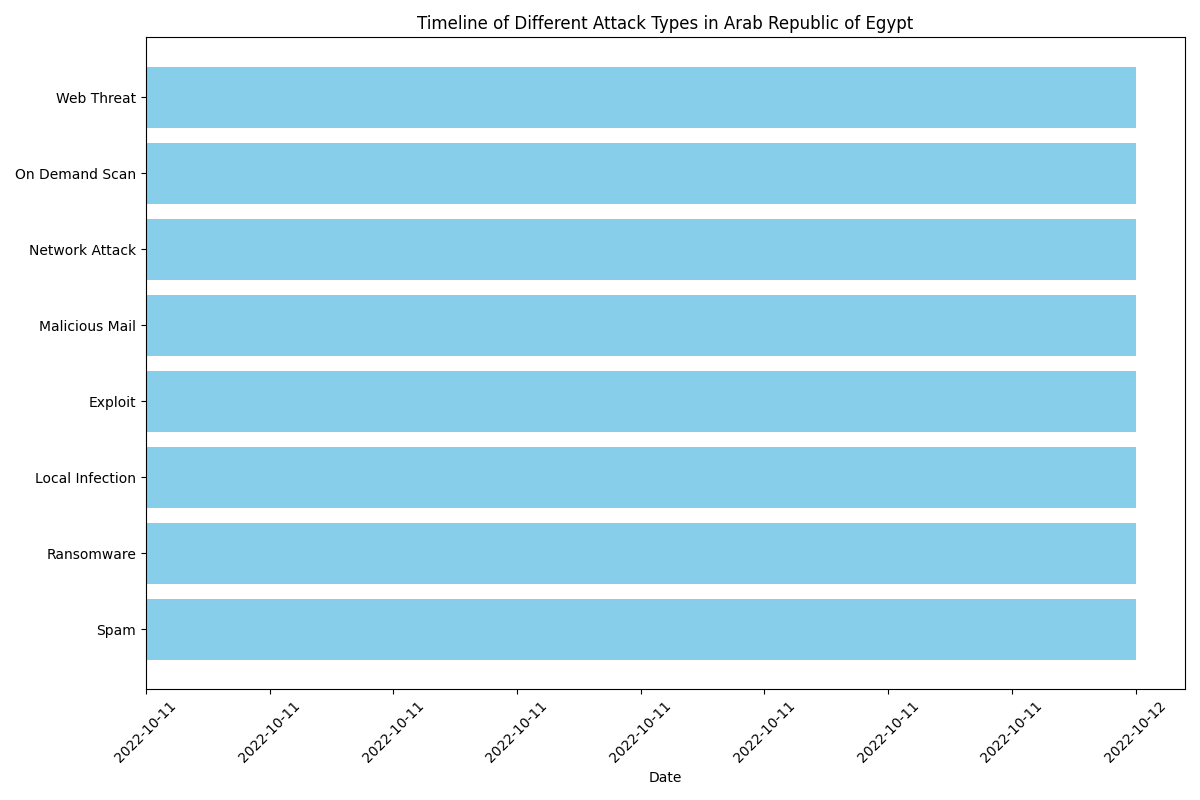 Timeline of Different Attack Types in Arab Republic of Egypt
Web Threat
On Demand Scan
Network Attack
Malicious Mail
Exploit
Local Infection
Ransomware
Spam
2022-10-11 2022-10-11 2022-10-11 2022-10-11 2022-10-11 2022-10-11 2022-10-11 2022-10-11 2022-10-12
Date